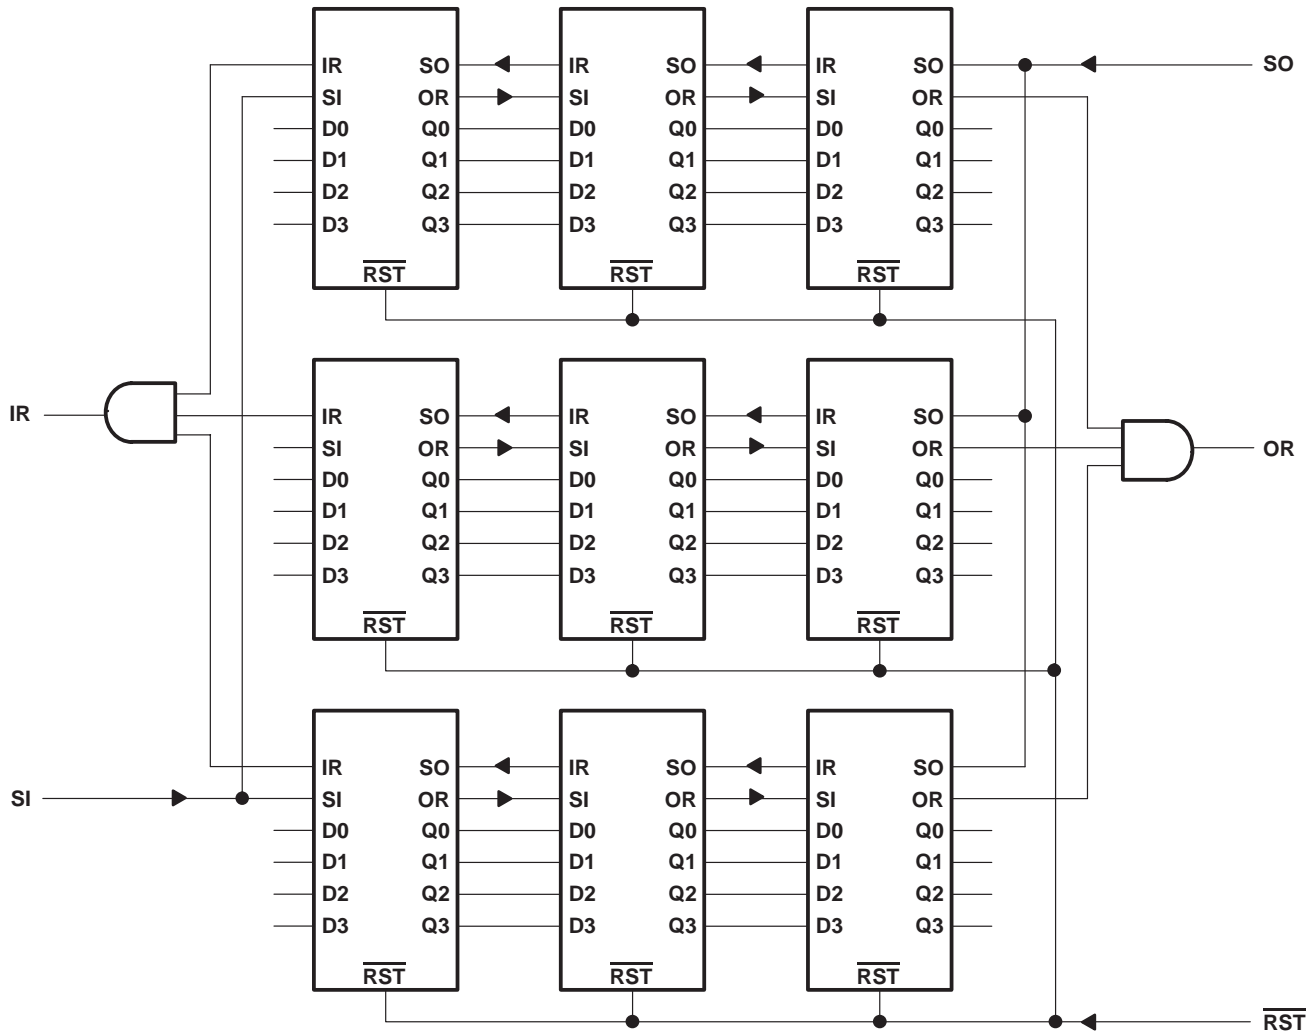 IR SO IR SO IR SO SO
SI OR SI OR SI OR
D0 Q0 D0 Q0 D0 Q0
D1 Q1 D1 Q1 D1 Q1
D2 Q2 D2 Q2 D2 Q2
D3 Q3 D3 Q3 D3 Q3
RST RST RST
IR IR SO IR SO IR SO
SI OR SI OR SI OR OR
D0 Q0 D0 Q0 D0 Q0
D1 Q1 D1 Q1 D1 Q1
D2 Q2 D2 Q2 D2 Q2
D3 Q3 D3 Q3 D3 Q3
RST RST RST
IR SO IR SO IR SO
SI SI OR SI OR SI OR
D0 Q0 D0 Q0 D0 Q0
D1 Q1 D1 Q1 D1 Q1
D2 Q2 D2 Q2 D2 Q2
D3 Q3 D3 Q3 D3 Q3
RST RST RST
RST